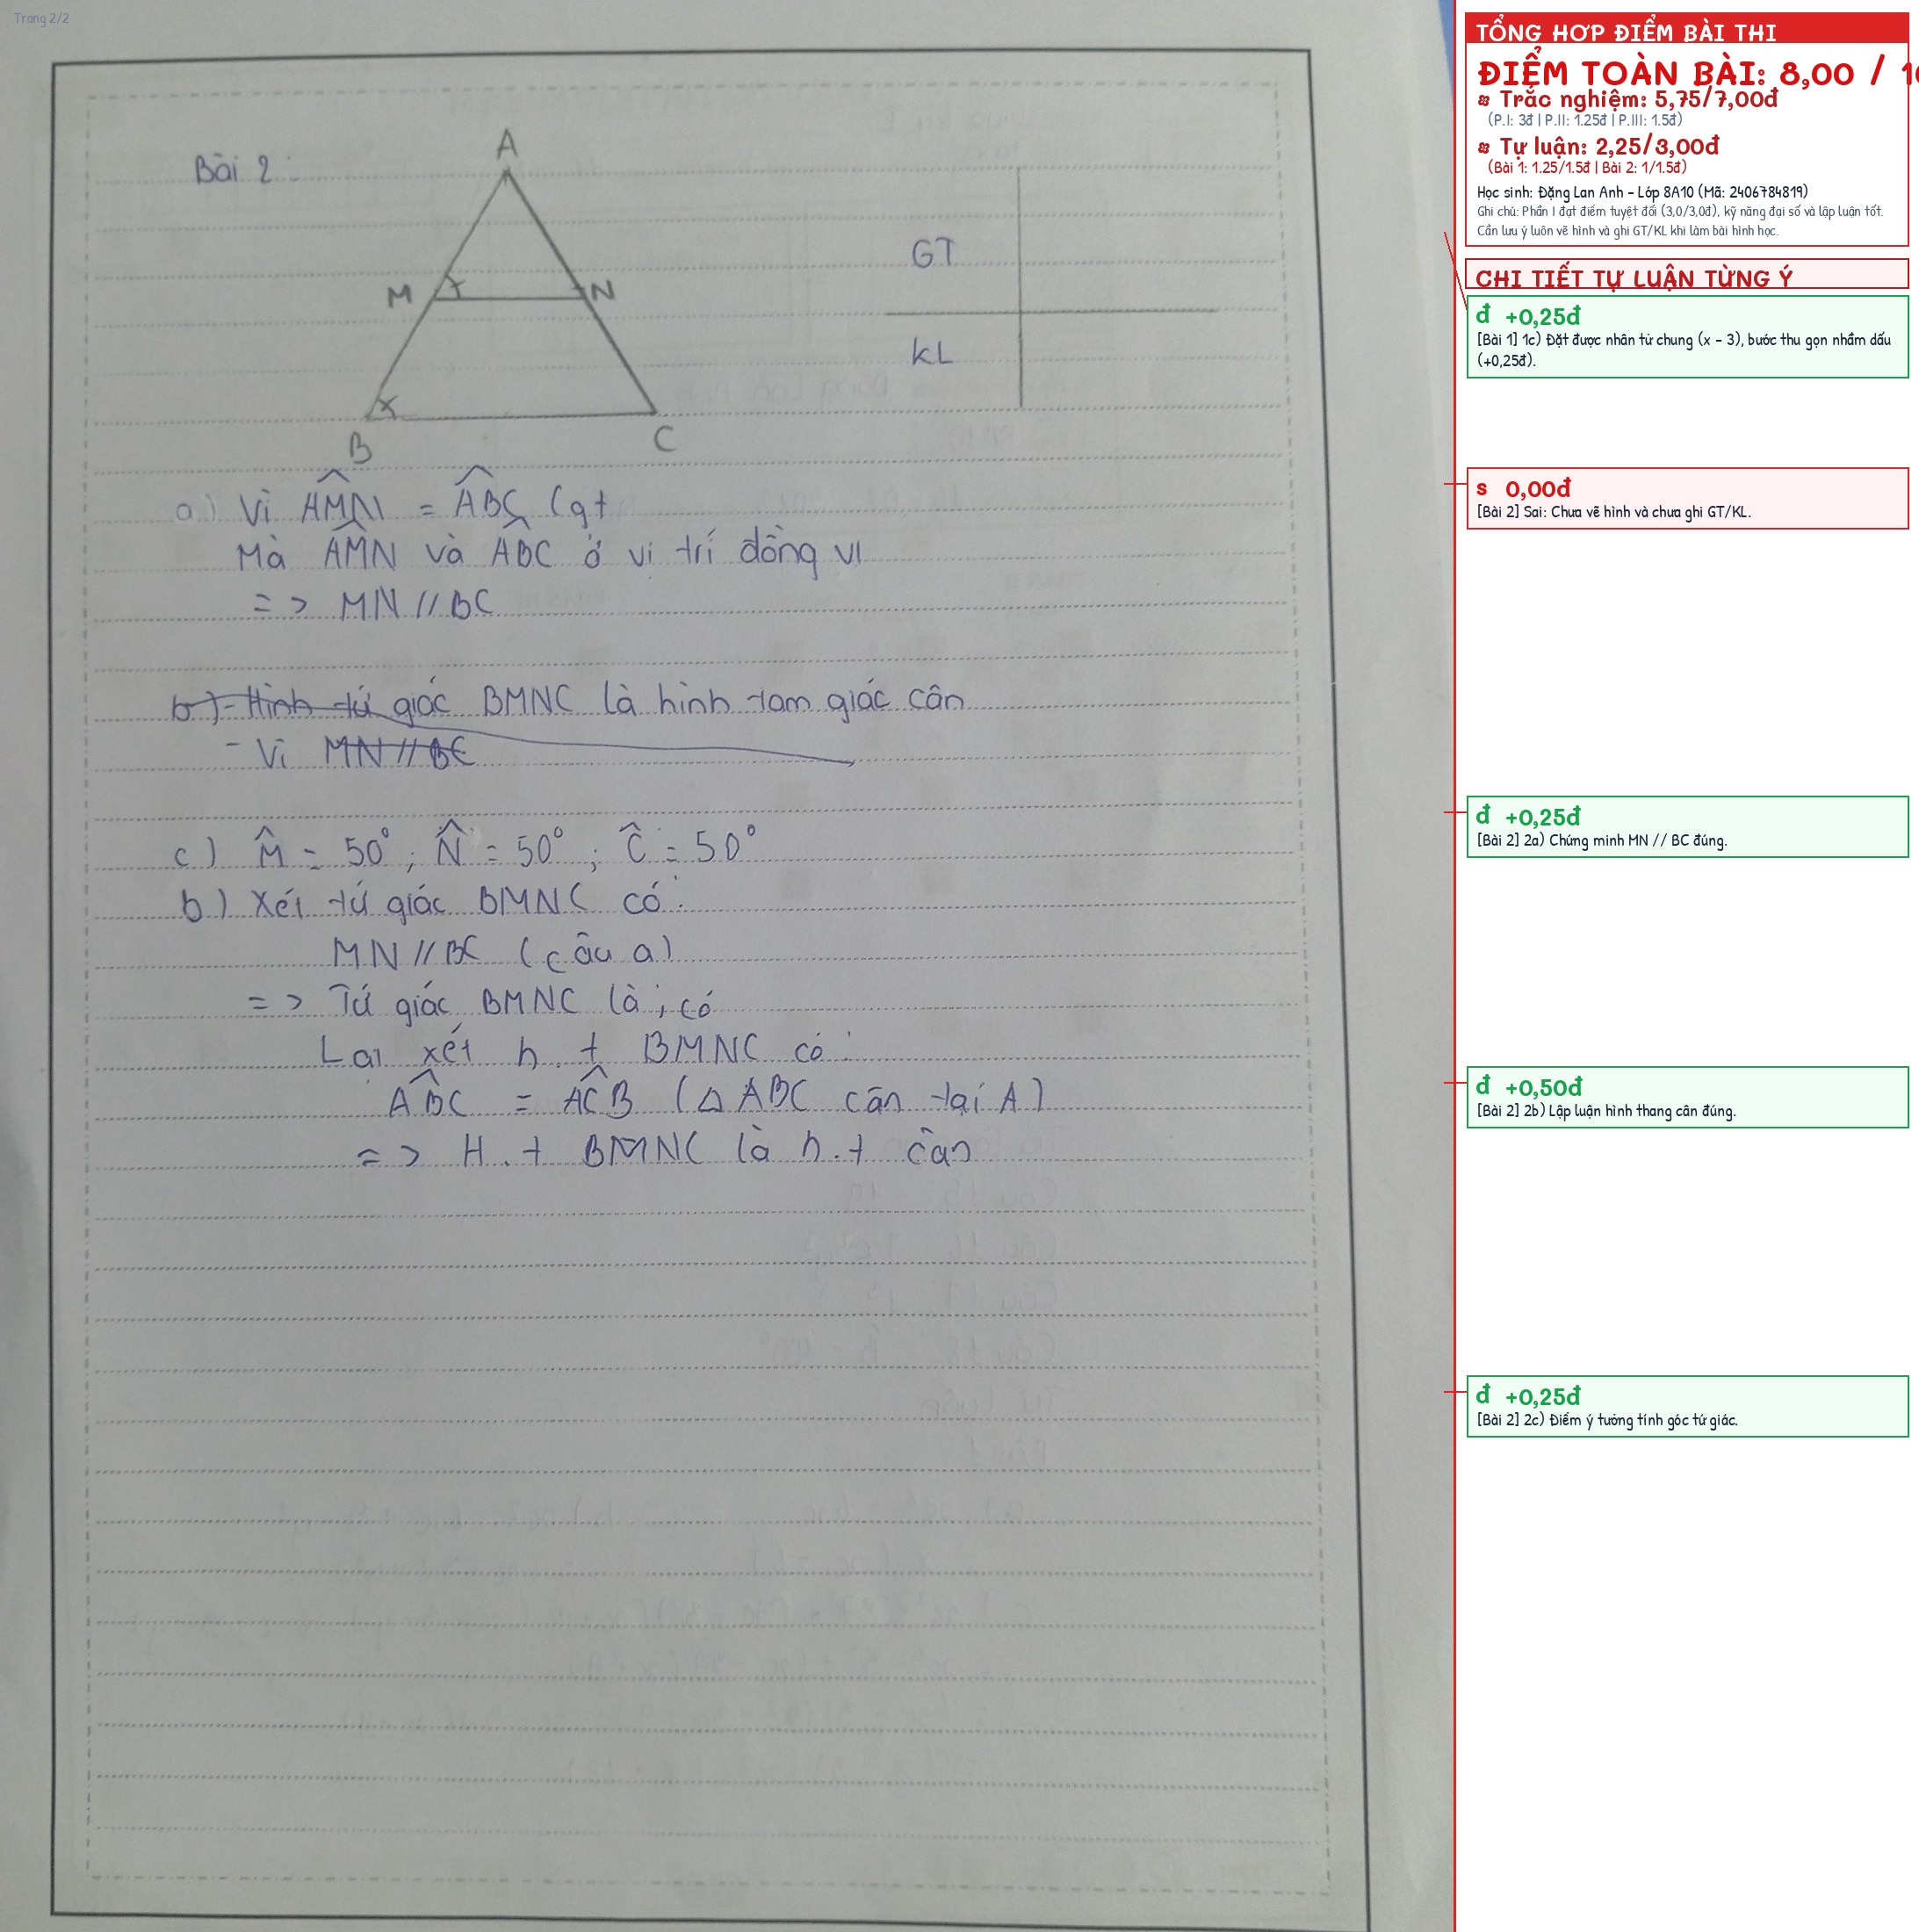 Trang 2/2
Bài 2 :
A
M
N
B
C
GT
KL
a) Vì AMN = ABC (gt
Mà AMN và ABC ở vi trí đồng vi
=> MN // BC
b) - Hình tứ giác BMNC là hình tam giác cân
- Vì MN // BC
c) M = 50° ; N = 50° ; C = 50°
b) Xét tứ giác BMNC có :
MN // BC (câu a)
=> Tứ giác BMNC là ; có
Lại xét h.t BMNC có :
ABC = ACB (△ ABC cân tại A)
=> H.t BMNC là h.t cân
TỔNG HỢP ĐIỂM BÀI THI
ĐIỂM TOÀN BÀI: 8,00 / 10
Trắc nghiệm: 5,75/7,00đ
(P.I: 3đ | P.II: 1.25đ | P.III: 1.5đ)
Tự luận: 2,25/3,00đ
(Bài 1: 1.25/1.5đ | Bài 2: 1/1.5đ)
Học sinh: Đặng Lan Anh - Lớp 8A10 (Mã: 2406784819)
Ghi chú: Phần I đạt điểm tuyệt đối (3,0/3,0đ), kỹ năng đại số và lập luận tốt.
Cần lưu ý luôn vẽ hình và ghi GT/KL khi làm bài hình học.
CHI TIẾT TỰ LUẬN TỪNG Ý
đ +0,25đ
[Bài 1] 1c) Đặt được nhân tử chung (x - 3), bước thu gọn nhầm dấu
(+0,25đ).
s 0,00đ
[Bài 2] Sai: Chưa vẽ hình và chưa ghi GT/KL.
đ +0,25đ
[Bài 2] 2a) Chứng minh MN // BC đúng.
đ +0,50đ
[Bài 2] 2b) Lập luận hình thang cân đúng.
đ +0,25đ
[Bài 2] 2c) Điểm ý tưởng tính góc tứ giác.